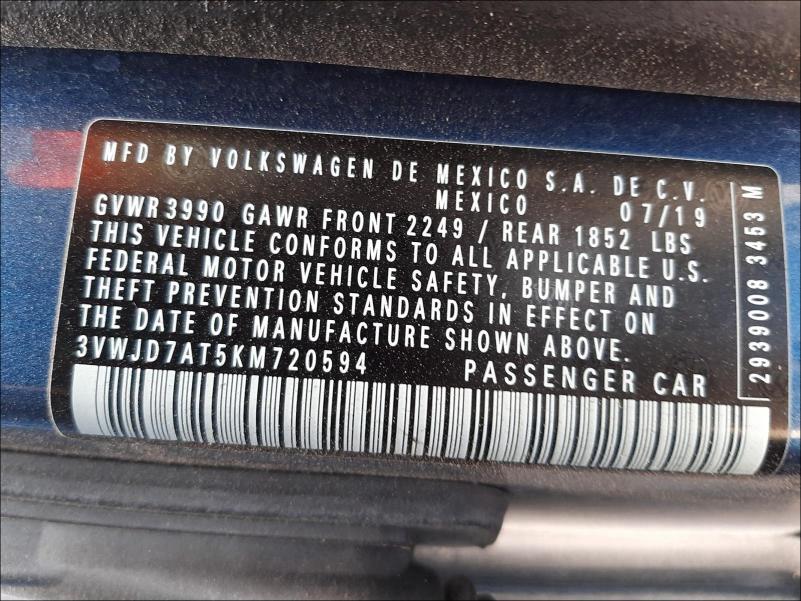 MFD BY VOLKSWAGEN DE MEXICO S.A. DE C.V.
MEXICO 07/19
GVWR 3990 GAWR FRONT 2249 / REAR 1852 LBS
THIS VEHICLE CONFORMS TO ALL APPLICABLE U.S.
FEDERAL MOTOR VEHICLE SAFETY, BUMPER AND
THEFT PREVENTION STANDARDS IN EFFECT ON
THE DATE OF MANUFACTURE SHOWN ABOVE.
3VWJD7AT5KM720594 PASSENGER CAR
2939008 3453 M